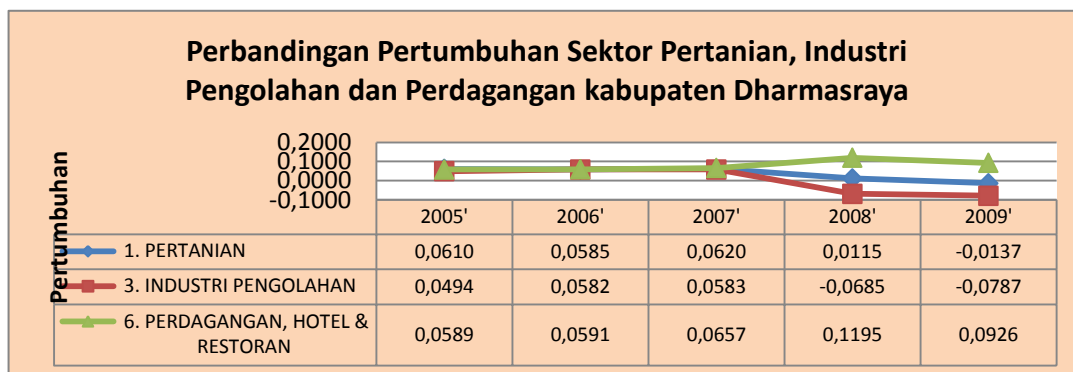 Perbandingan Pertumbuhan Sektor Pertanian, Industri
Pengolahan dan Perdagangan kabupaten Dharmasraya
Pertumbuhan
0,2000
0,1000
0,0000
-0,1000
2005' 2006' 2007' 2008' 2009'
1. PERTANIAN 0,0610 0,0585 0,0620 0,0115 -0,0137
3. INDUSTRI PENGOLAHAN 0,0494 0,0582 0,0583 -0,0685 -0,0787
6. PERDAGANGAN, HOTEL &
RESTORAN 0,0589 0,0591 0,0657 0,1195 0,0926